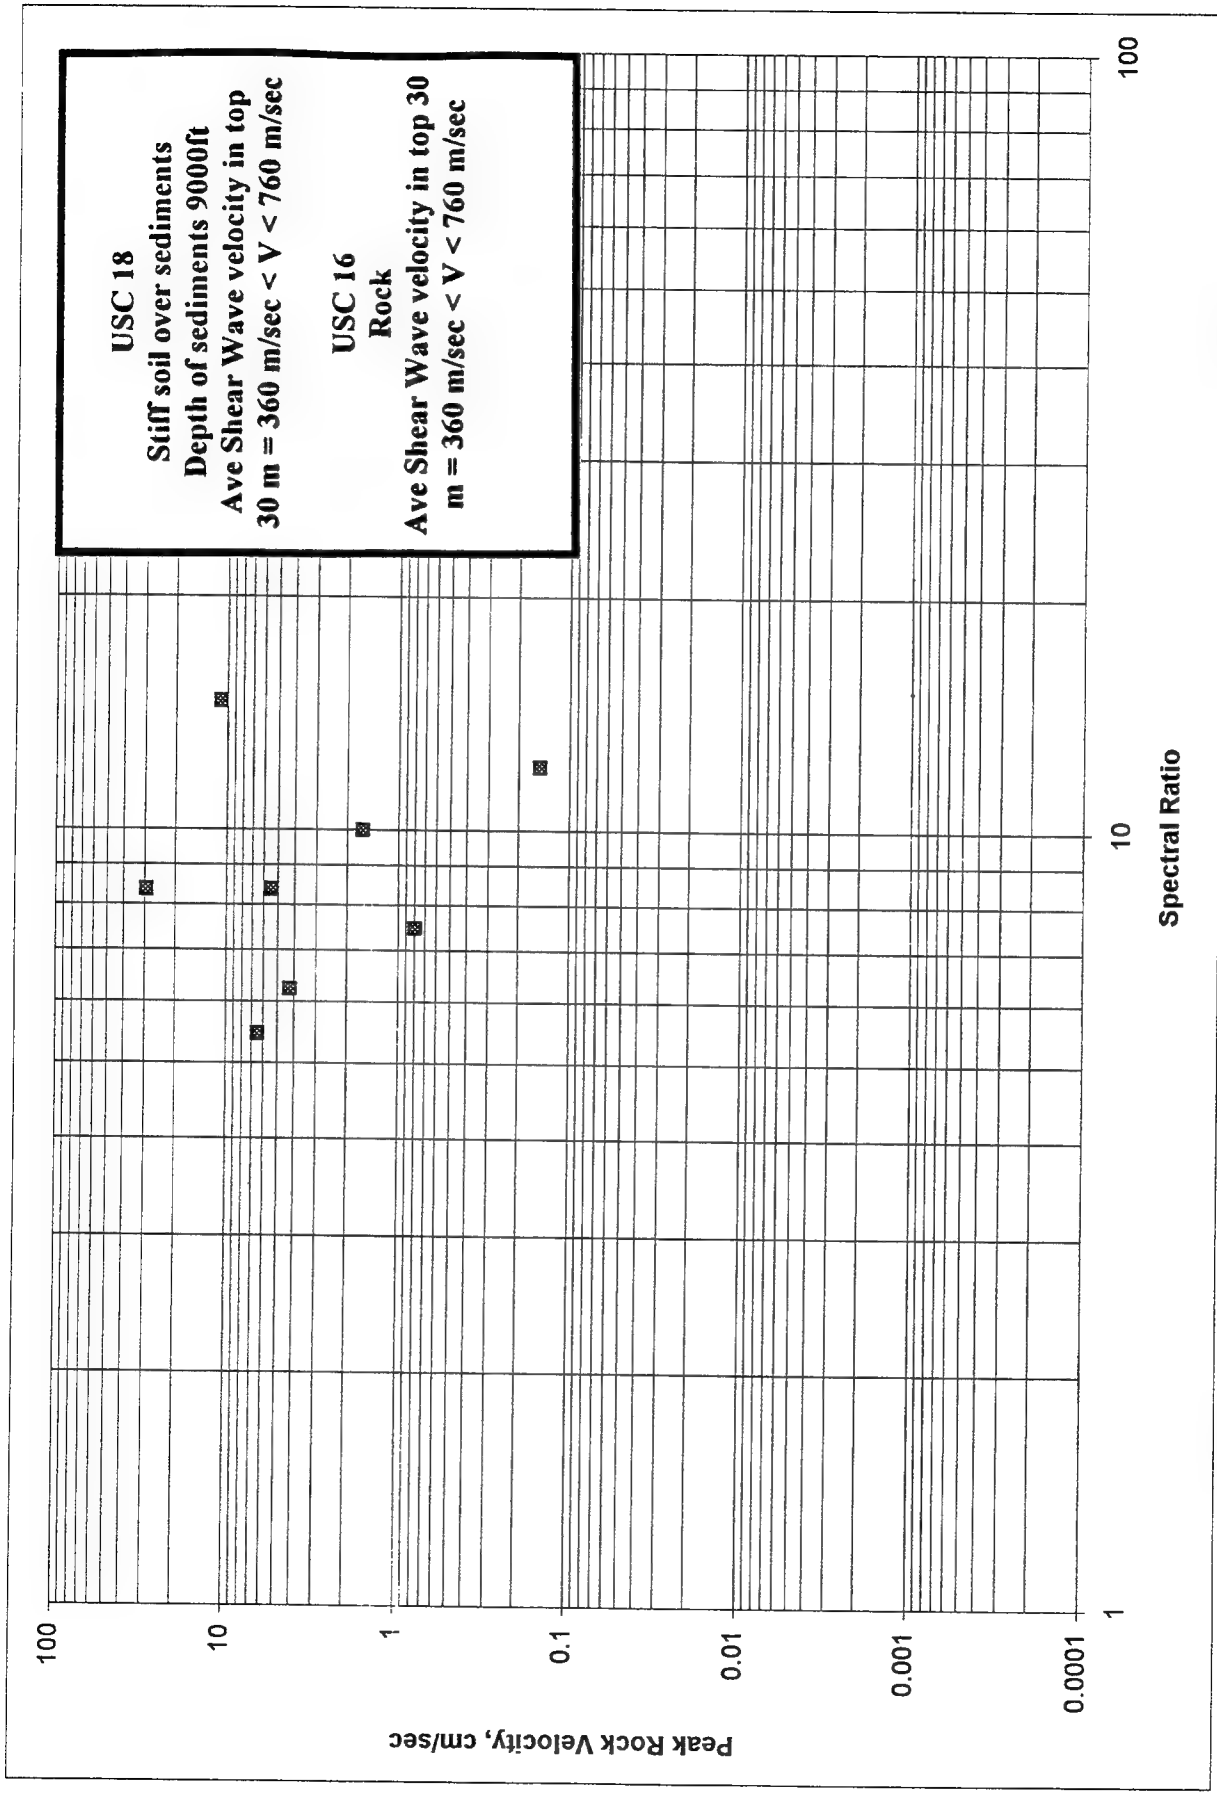 USC 18
Stiff soil over sediments
Depth of sediments 9000ft
Ave Shear Wave velocity in top
30 m = 360 m/sec < V < 760 m/sec
USC 16
Rock
Ave Shear Wave velocity in top 30
m = 360 m/sec < V < 760 m/sec
100
10
1
0.1
0.01
0.001
0.0001
Peak Rock Velocity, cm/sec
1
10
100
Spectral Ratio